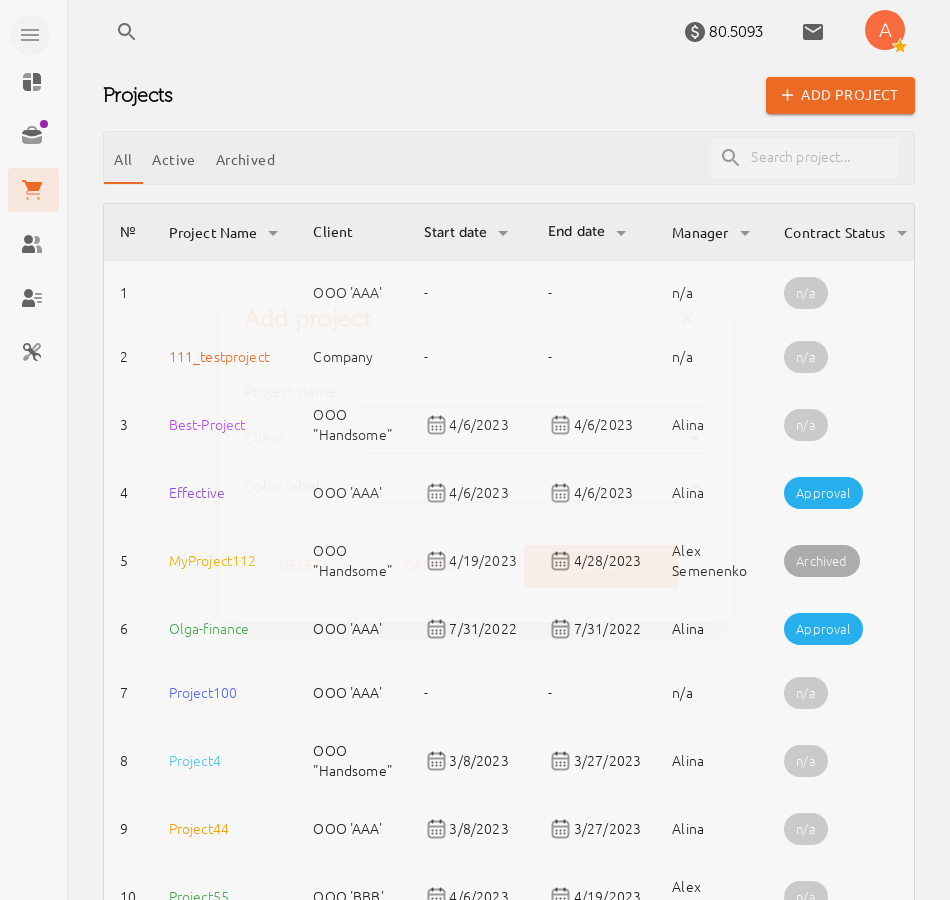 80.5093
A
Projects
ADD PROJECT
All Active Archived
Search project...
№ Project Name Client Start date End date Manager Contract Status
1 OOO 'AAA' - - n/a n/a
Add project
2 111_testproject Company - - n/a n/a
Project name
3 Best-Project OOO "Handsome" 4/6/2023 4/6/2023 Alina n/a
Client
Color label
4 Effective OOO 'AAA' 4/6/2023 4/6/2023 Alina Approval
5 MyProject112 OOO "Handsome" 4/19/2023 4/28/2023 Alex Semenenko Archived
6 Olga-finance OOO 'AAA' 7/31/2022 7/31/2022 Alina Approval
7 Project100 OOO 'AAA' - - n/a n/a
8 Project4 OOO "Handsome" 3/8/2023 3/27/2023 Alina n/a
9 Project44 OOO 'AAA' 3/8/2023 3/27/2023 Alina n/a
10 Project55 OOO 'BBB' 4/6/2023 4/19/2023 Alex n/a